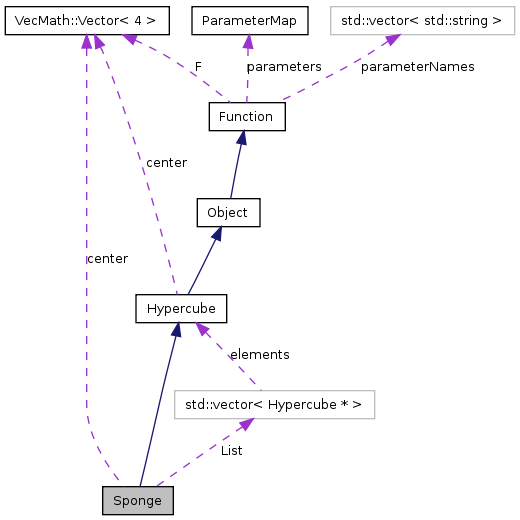 VecMath::Vector< 4 >
ParameterMap
std::vector< std::string >
F
parameters
parameterNames
Function
center
Object
center
Hypercube
elements
std::vector< Hypercube * >
List
Sponge